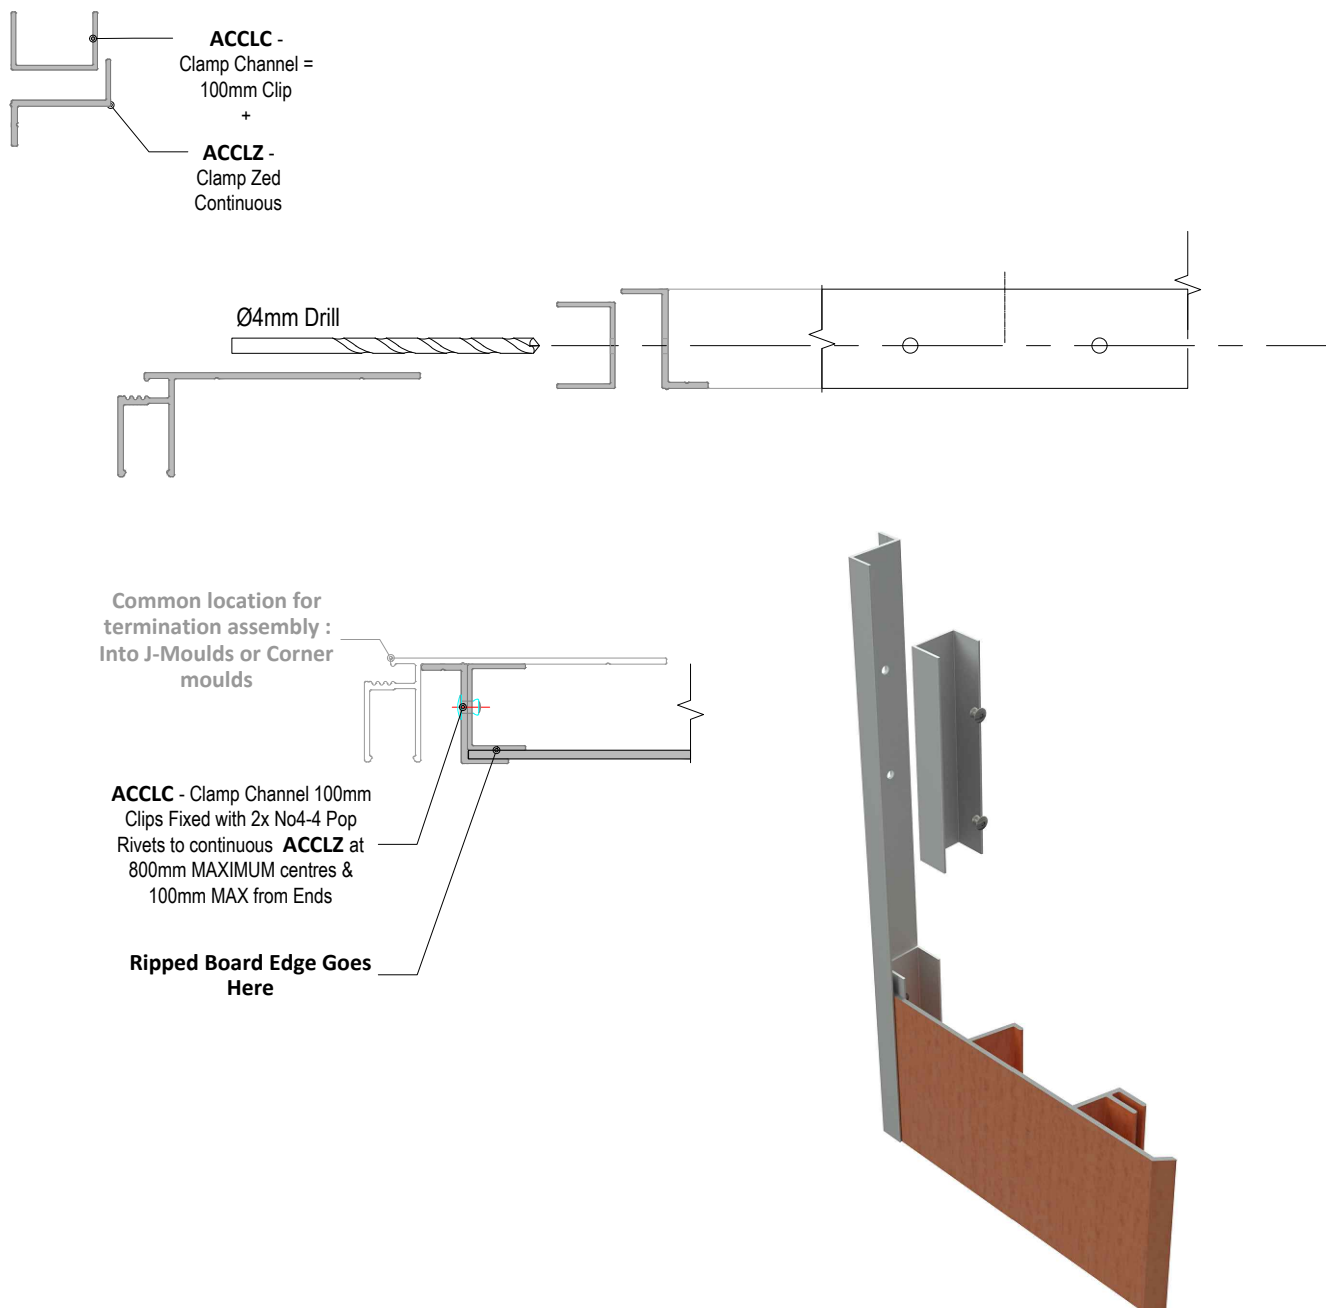 ACCLC -
Clamp Channel =
100mm Clip
+
ACCLZ -
Clamp Zed
Continuous
Ø4mm Drill
Common location for
termination assembly :
Into J-Moulds or Corner
moulds
ACCLC - Clamp Channel 100mm
Clips Fixed with 2x No4-4 Pop
Rivets to continuous ACCLZ at
800mm MAXIMUM centres &
100mm MAX from Ends
Ripped Board Edge Goes
Here